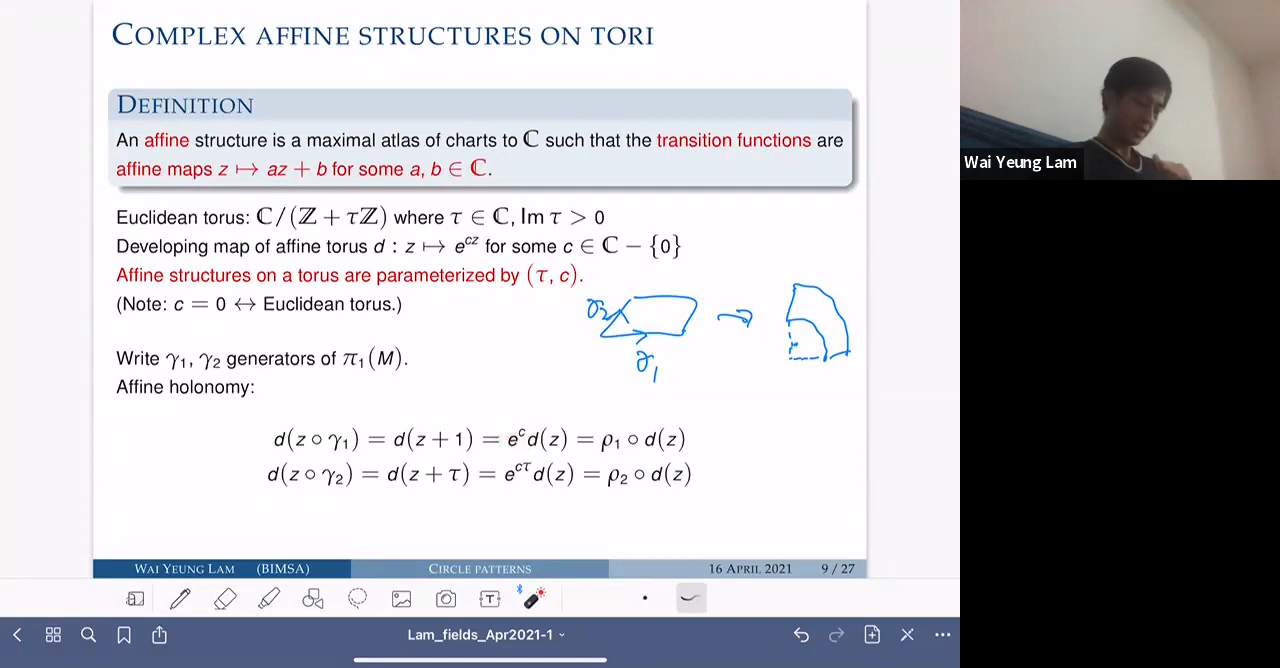 COMPLEX AFFINE STRUCTURES ON TORI
DEFINITION
An affine structure is a maximal atlas of charts to ℂ such that the transition functions are
affine maps z ↦ az + b for some a, b ∈ ℂ.
Euclidean torus: ℂ/(ℤ + τℤ) where τ ∈ ℂ, Im τ > 0
Developing map of affine torus d : z ↦ e^{cz} for some c ∈ ℂ − {0}
Affine structures on a torus are parameterized by (τ, c).
(Note: c = 0 ↔ Euclidean torus.)
γ₂
γ₁
Write γ₁, γ₂ generators of π₁(M).
Affine holonomy:
d(z ∘ γ₁) = d(z + 1) = e^c d(z) = ρ₁ ∘ d(z)
d(z ∘ γ₂) = d(z + τ) = e^{cτ} d(z) = ρ₂ ∘ d(z)
WAI YEUNG LAM (BIMSA) CIRCLE PATTERNS 16 APRIL 2021 9 / 27
Lam_fields_Apr2021-1
Wai Yeung Lam